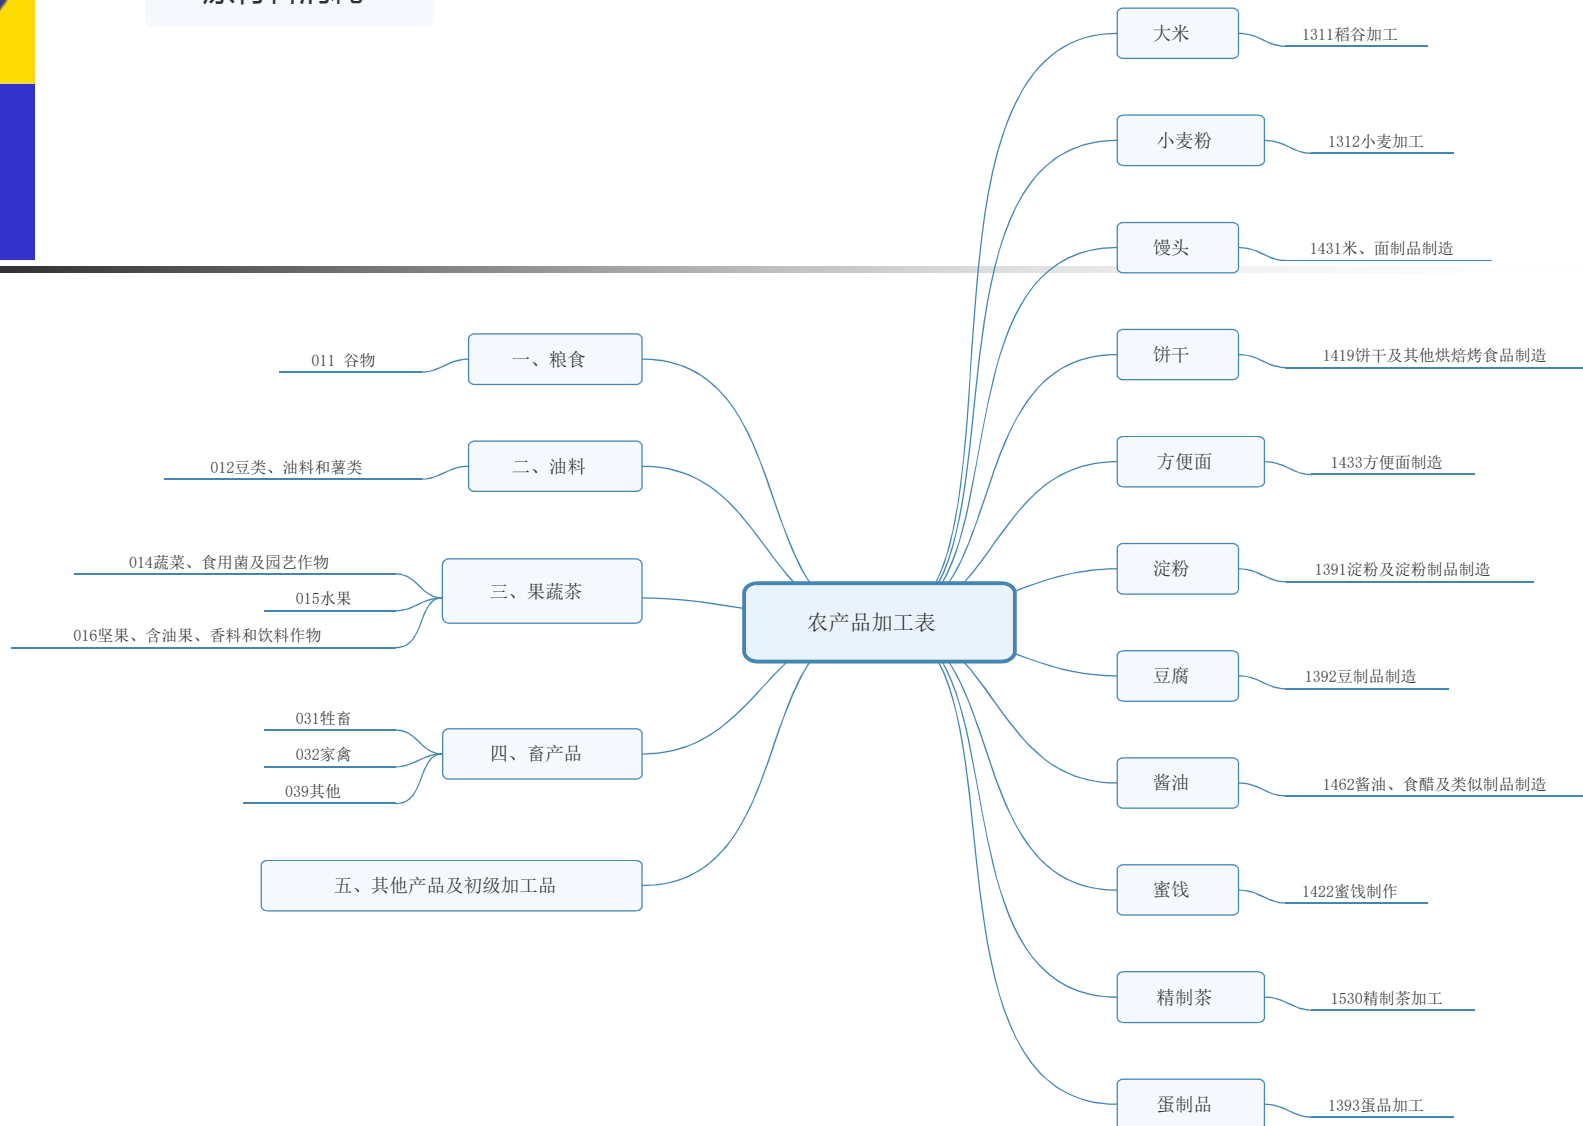 大米
1311稻谷加工
小麦粉
1312小麦加工
馒头
1431米、面制品制造
饼干
1419饼干及其他烘焙烤食品制造
方便面
1433方便面制造
淀粉
1391淀粉及淀粉制品制造
豆腐
1392豆制品制造
酱油
1462酱油、食醋及类似制品制造
蜜饯
1422蜜饯制作
精制茶
1530精制茶加工
蛋制品
1393蛋品加工
农产品加工表
一、粮食
011 谷物
二、油料
012豆类、油料和薯类
三、果蔬茶
014蔬菜、食用菌及园艺作物
015水果
016坚果、含油果、香料和饮料作物
四、畜产品
031牲畜
032家禽
039其他
五、其他产品及初级加工品